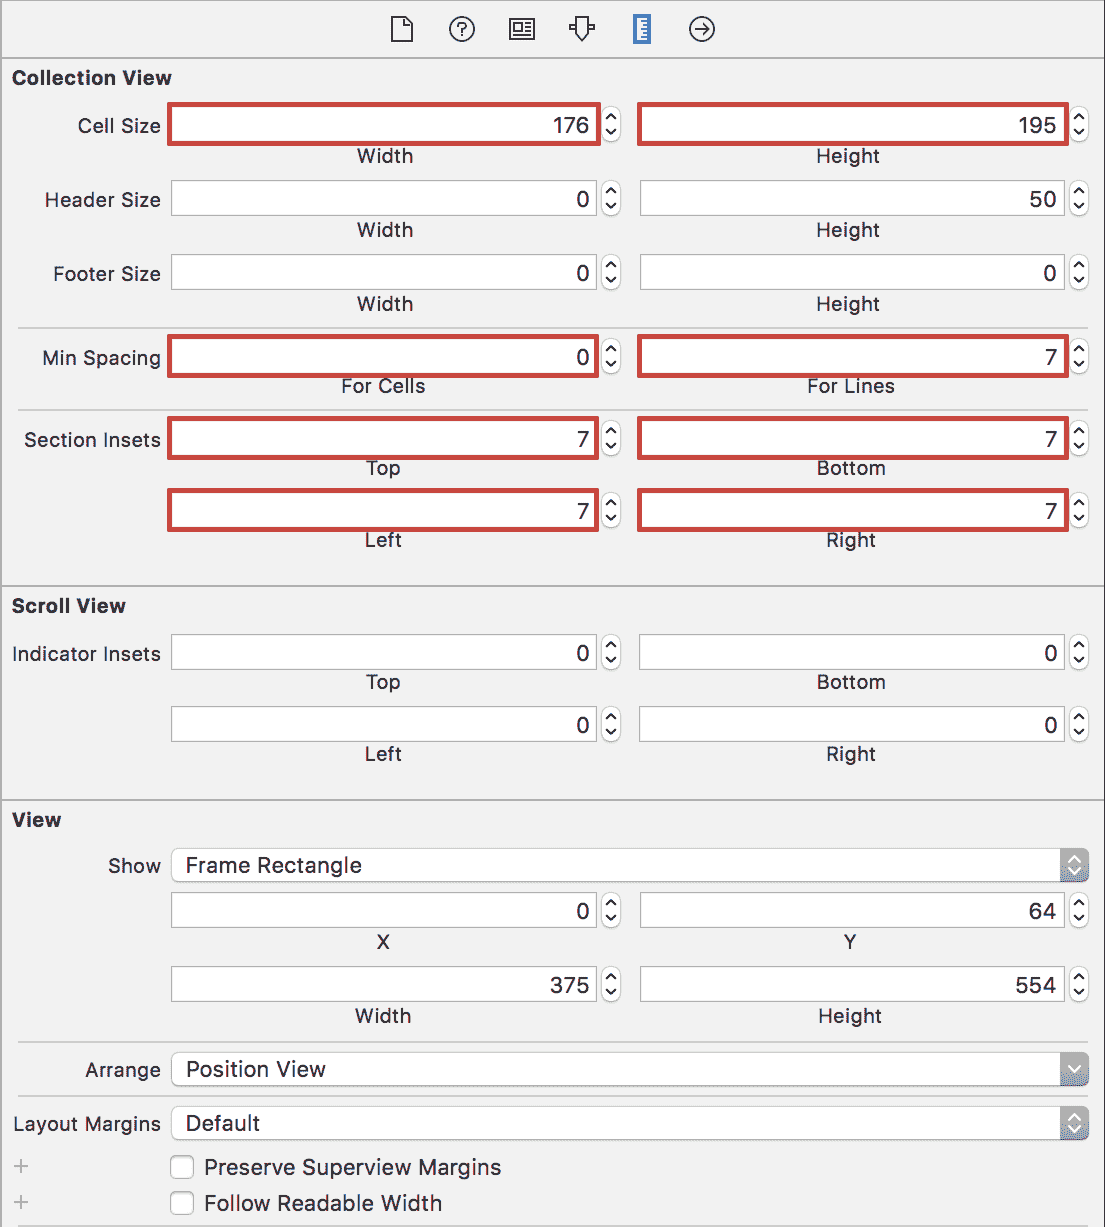 Collection View
Cell Size 176 195
Width Height
Header Size 0 50
Width Height
Footer Size 0 0
Width Height
Min Spacing 0 7
For Cells For Lines
Section Insets 7 7
Top Bottom
7 7
Left Right
Scroll View
Indicator Insets 0 0
Top Bottom
0 0
Left Right
View
Show Frame Rectangle
0 64
X Y
375 554
Width Height
Arrange Position View
Layout Margins Default
+ Preserve Superview Margins
+ Follow Readable Width